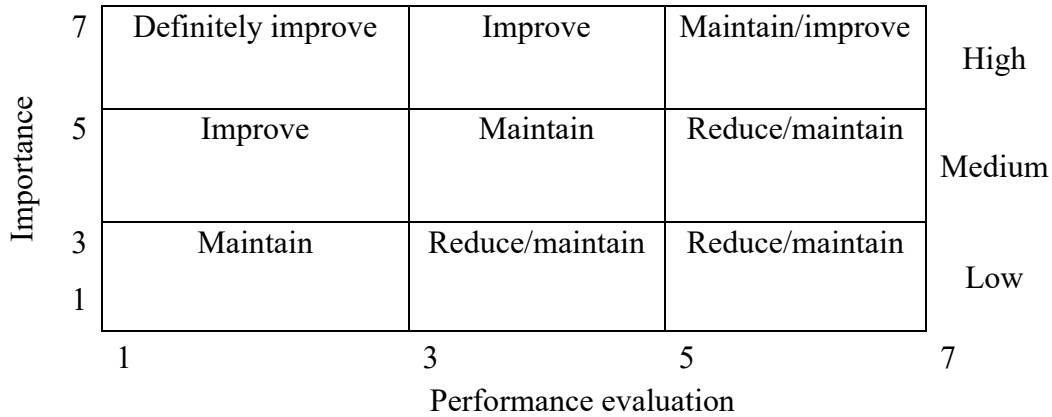 7 Definitely improve Improve Maintain/improve
High
Importance
5 Improve Maintain Reduce/maintain
Medium
3 Maintain Reduce/maintain Reduce/maintain
Low
1
1 3 5 7
Performance evaluation